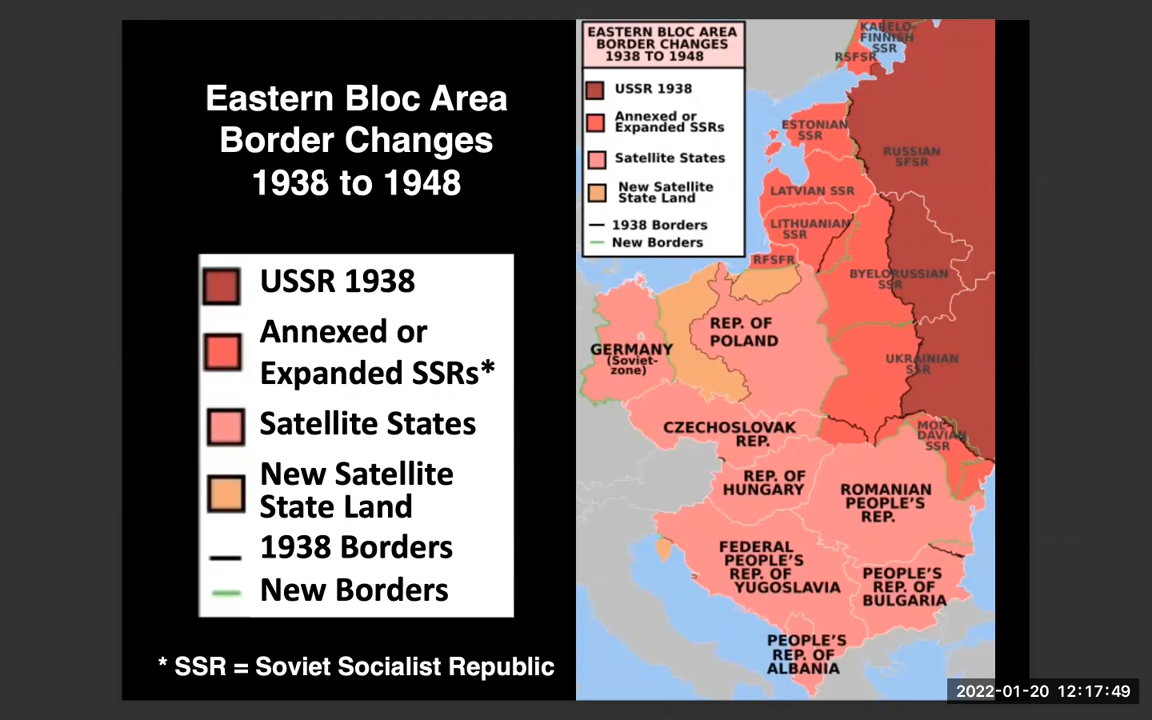 Eastern Bloc Area
Border Changes
1938 to 1948
USSR 1938
Annexed or
Expanded SSRs*
Satellite States
New Satellite
State Land
1938 Borders
New Borders
* SSR = Soviet Socialist Republic
EASTERN BLOC AREA
BORDER CHANGES
1938 TO 1948
USSR 1938
Annexed or
Expanded SSRs
Satellite States
New Satellite
State Land
1938 Borders
New Borders
KARELO-
FINNISH
SSR
RSFSR
ESTONIAN
SSR
RUSSIAN
SFSR
LATVIAN SSR
LITHUANIAN
SSR
RFSFR
BYELORUSSIAN
SSR
REP. OF
POLAND
GERMANY
(Soviet-
zone)
UKRAINIAN
SSR
CZECHOSLOVAK
REP.
MOL-
DAVIAN
SSR
REP. OF
HUNGARY
ROMANIAN
PEOPLE'S
REP.
FEDERAL
PEOPLE'S
REP. OF
YUGOSLAVIA
PEOPLE'S
REP. OF
BULGARIA
PEOPLE'S
REP. OF
ALBANIA
2022-01-20 12:17:49